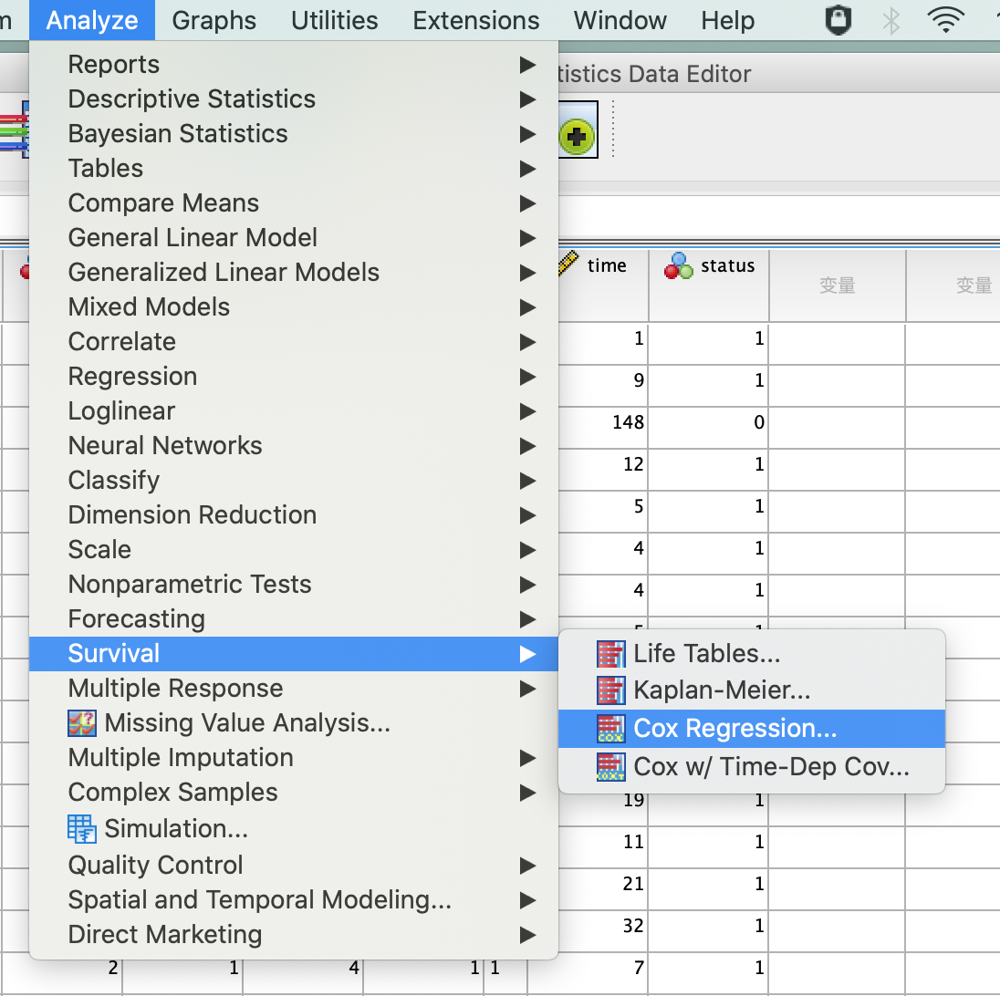 Analyze Graphs Utilities Extensions Window Help
tistics Data Editor
Reports
Descriptive Statistics
Bayesian Statistics
Tables
Compare Means
General Linear Model
Generalized Linear Models
Mixed Models
Correlate
Regression
Loglinear
Neural Networks
Classify
Dimension Reduction
Scale
Nonparametric Tests
Forecasting
Survival
Multiple Response
Missing Value Analysis...
Multiple Imputation
Complex Samples
Simulation...
Quality Control
Spatial and Temporal Modeling...
Direct Marketing
Life Tables...
Kaplan-Meier...
Cox Regression...
Cox w/ Time-Dep Cov...
time status 变量 变量
1 1
9 1
148 0
12 1
5 1
4 1
4 1
19 1
11 1
21 1
32 1
2 1 4 1 1 7 1